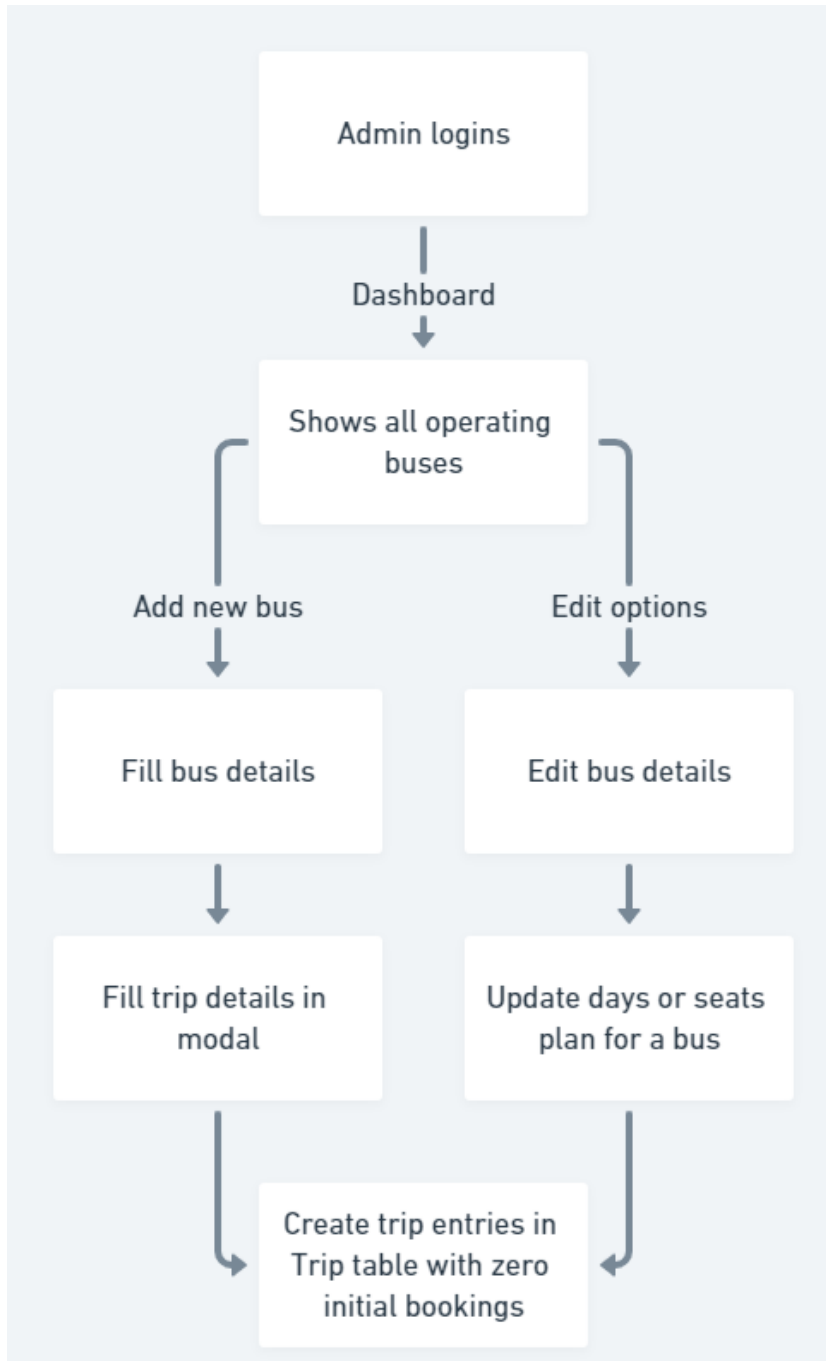 Admin logins
Dashboard
Shows all operating
buses
Add new bus
Edit options
Fill bus details
Edit bus details
Fill trip details in
modal
Update days or seats
plan for a bus
Create trip entries in
Trip table with zero
initial bookings